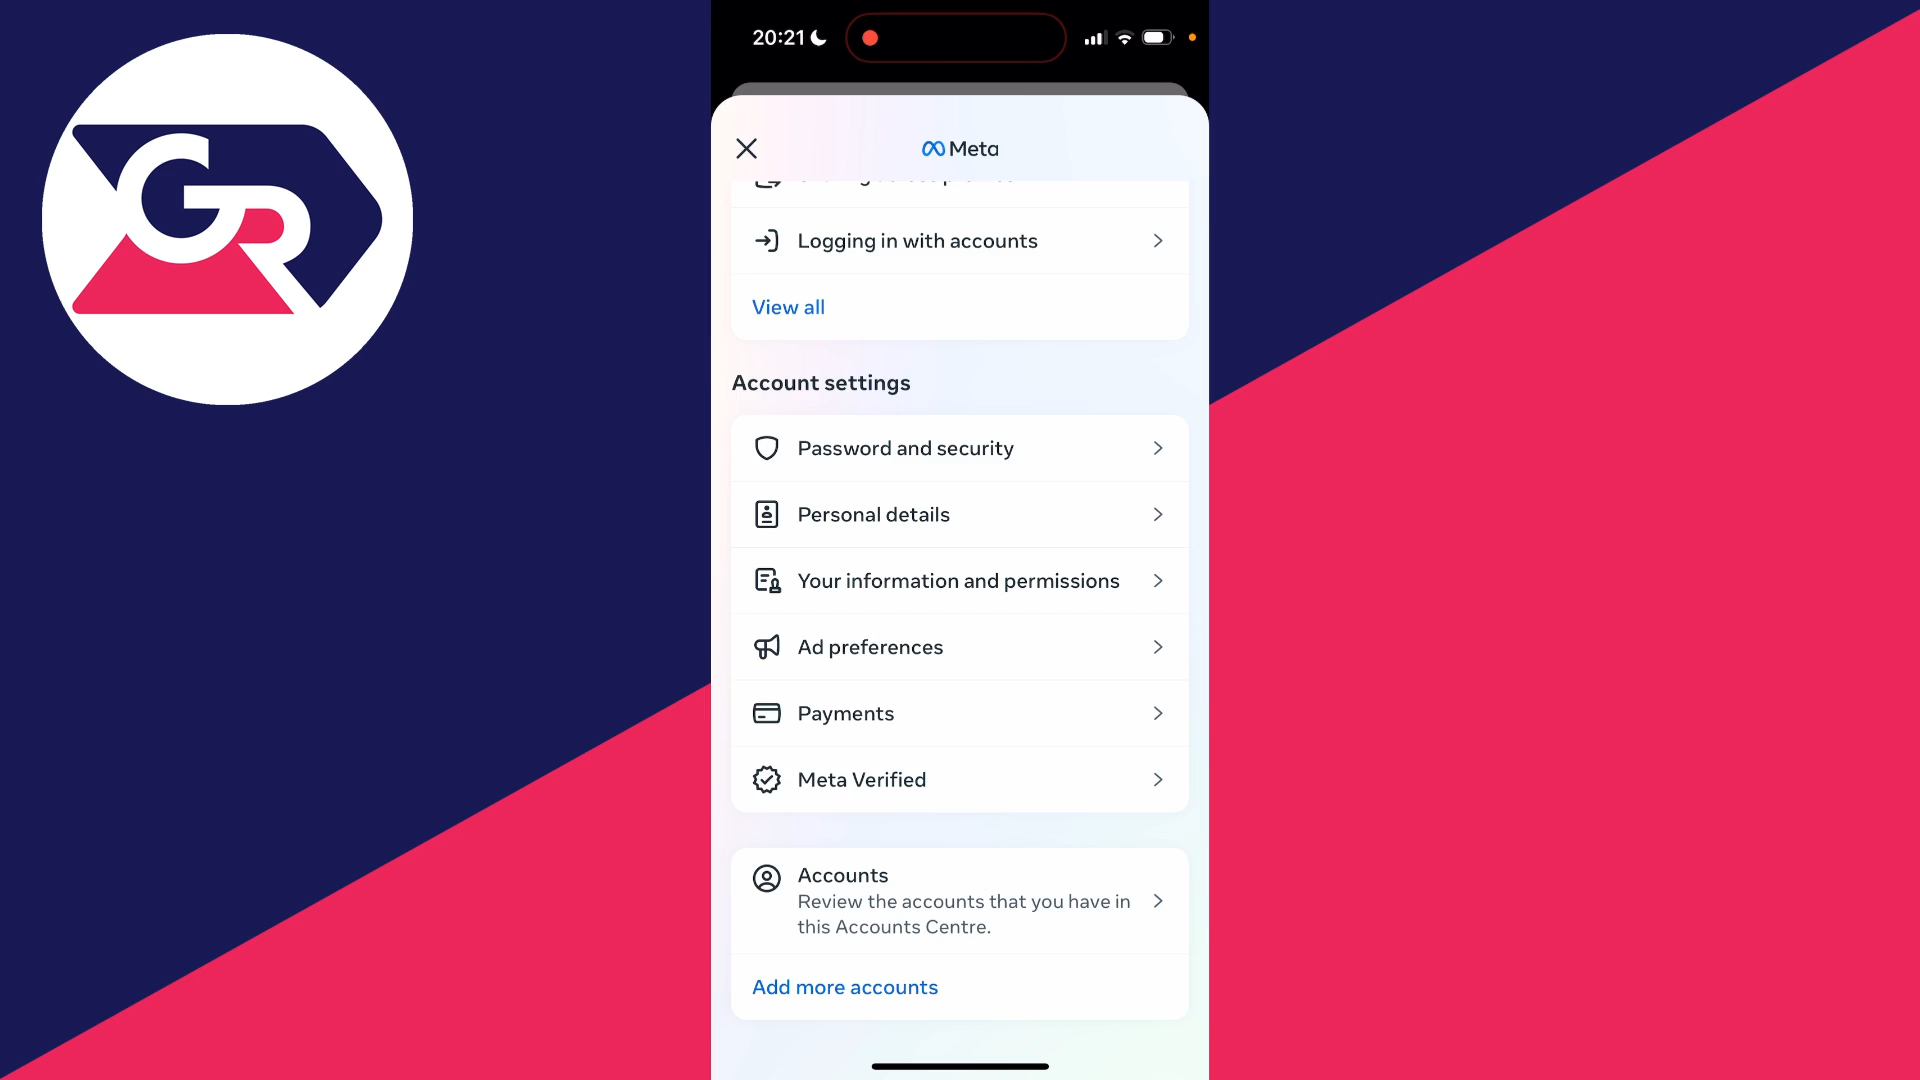 20:21
GR
Meta
Logging in with accounts
View all
Account settings
Password and security
Personal details
Your information and permissions
Ad preferences
Payments
Meta Verified
Accounts
Review the accounts that you have in
this Accounts Centre.
Add more accounts